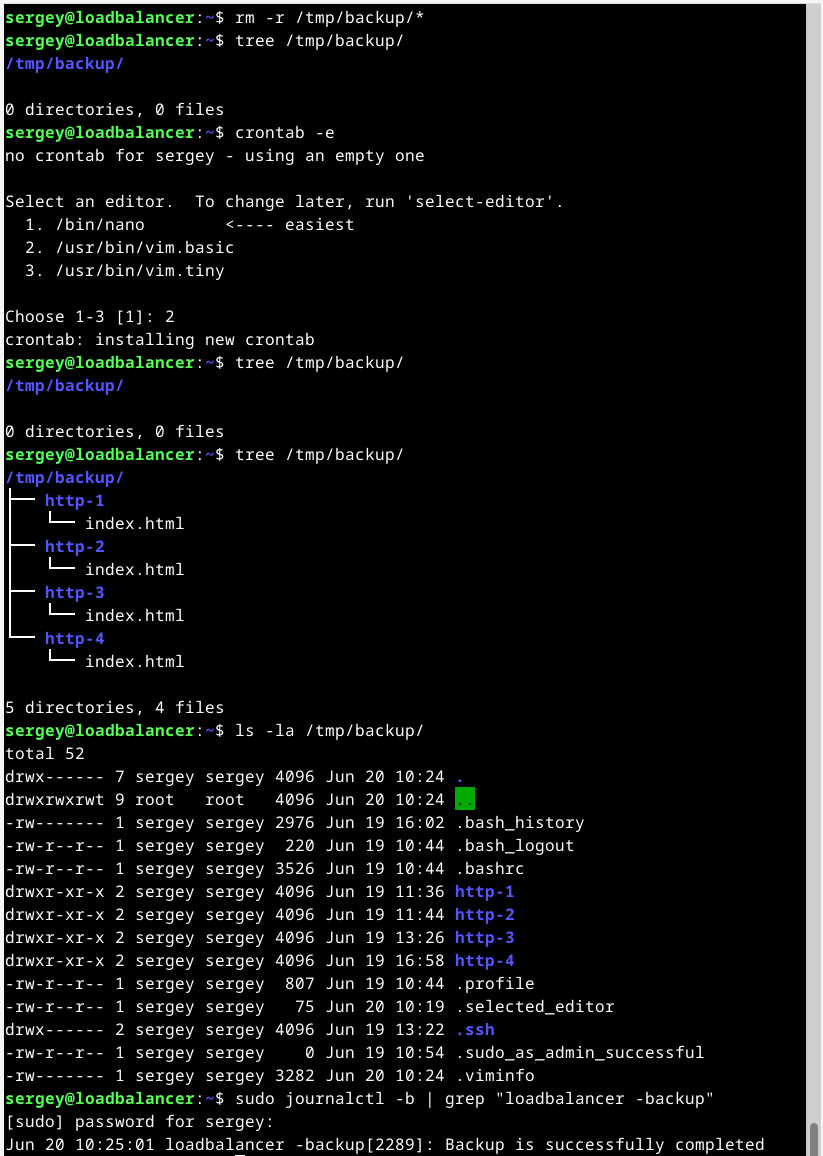 sergey@loadbalancer:~$ rm -r /tmp/backup/*
sergey@loadbalancer:~$ tree /tmp/backup/
/tmp/backup/
0 directories, 0 files
sergey@loadbalancer:~$ crontab -e
no crontab for sergey - using an empty one
Select an editor.  To change later, run 'select-editor'.
  1. /bin/nano        <---- easiest
  2. /usr/bin/vim.basic
  3. /usr/bin/vim.tiny
Choose 1-3 [1]: 2
crontab: installing new crontab
sergey@loadbalancer:~$ tree /tmp/backup/
/tmp/backup/
0 directories, 0 files
sergey@loadbalancer:~$ tree /tmp/backup/
/tmp/backup/
├── http-1
│   └── index.html
├── http-2
│   └── index.html
├── http-3
│   └── index.html
└── http-4
    └── index.html
5 directories, 4 files
sergey@loadbalancer:~$ ls -la /tmp/backup/
total 52
drwx------ 7 sergey sergey 4096 Jun 20 10:24 .
drwxrwxrwt 9 root   root   4096 Jun 20 10:24 ..
-rw------- 1 sergey sergey 2976 Jun 19 16:02 .bash_history
-rw-r--r-- 1 sergey sergey  220 Jun 19 10:44 .bash_logout
-rw-r--r-- 1 sergey sergey 3526 Jun 19 10:44 .bashrc
drwxr-xr-x 2 sergey sergey 4096 Jun 19 11:36 http-1
drwxr-xr-x 2 sergey sergey 4096 Jun 19 11:44 http-2
drwxr-xr-x 2 sergey sergey 4096 Jun 19 13:26 http-3
drwxr-xr-x 2 sergey sergey 4096 Jun 19 16:58 http-4
-rw-r--r-- 1 sergey sergey  807 Jun 19 10:44 .profile
-rw-r--r-- 1 sergey sergey   75 Jun 20 10:19 .selected_editor
drwx------ 2 sergey sergey 4096 Jun 19 13:22 .ssh
-rw-r--r-- 1 sergey sergey    0 Jun 19 10:54 .sudo_as_admin_successful
-rw------- 1 sergey sergey 3282 Jun 20 10:24 .viminfo
sergey@loadbalancer:~$ sudo journalctl -b | grep "loadbalancer -backup"
[sudo] password for sergey:
Jun 20 10:25:01 loadbalancer -backup[2289]: Backup is successfully completed